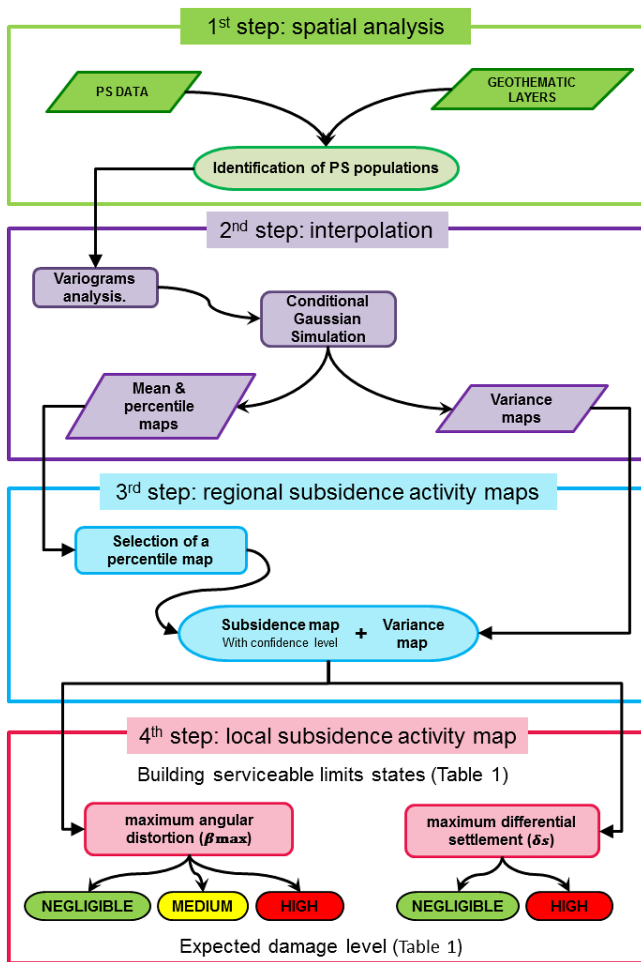 1st step: spatial analysis
PS DATA
GEOTHEMATIC
LAYERS
Identification of PS populations
2nd step: interpolation
Variograms
analysis.
Conditional
Gaussian
Simulation
Mean &
percentile
maps
Variance
maps
3rd step: regional subsidence activity maps
Selection of a
percentile map
Subsidence map
With confidence level
+
Variance
map
4th step: local subsidence activity map
Building serviceable limits states (Table 1)
maximum angular
distortion (βmax)
maximum differential
settlement (δs)
NEGLIGIBLE
MEDIUM
HIGH
NEGLIGIBLE
HIGH
Expected damage level (Table 1)